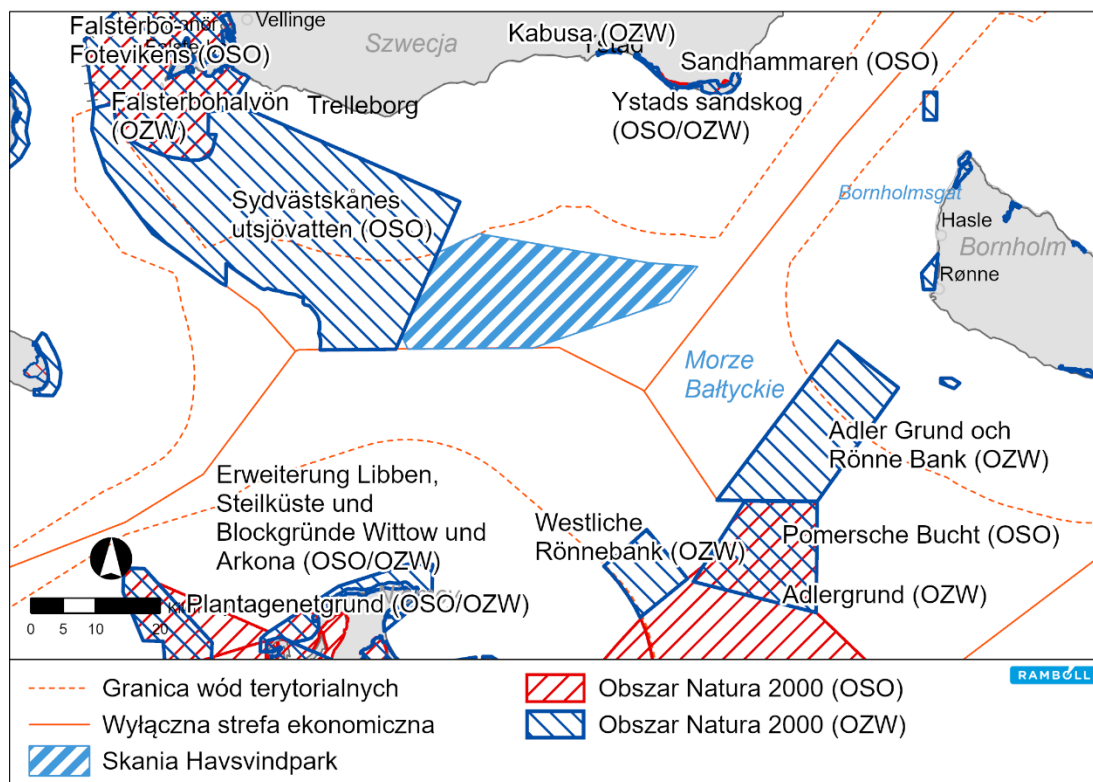 Falsterbo-
Fotevikens (OSO)
Vellinge
Szwecja
Kabusa (OZW)
Ystad
Sandhammaren (OSO)
Ystads sandskog
(OSO/OZW)
Falsterbohalvön
(OZW)
Trelleborg
Sydvästskånes
utsjövatten (OSO)
Bornholmsgat
Hasle
Bornholm
Rønne
Morze
Bałtyckie
Adler Grund och
Rönne Bank (OZW)
Erweiterung Libben,
Steilküste und
Blockgründe Wittow und
Arkona (OSO/OZW)
Westliche
Rönnebank (OZW)
Pomersche Bucht (OSO)
Adlergrund (OZW)
Plantagenetgrund (OSO/OZW)
0 5 10 20
Granica wód terytorialnych
Wyłączna strefa ekonomiczna
Skania Havsvindpark
Obszar Natura 2000 (OSO)
Obszar Natura 2000 (OZW)
RAMBOLL